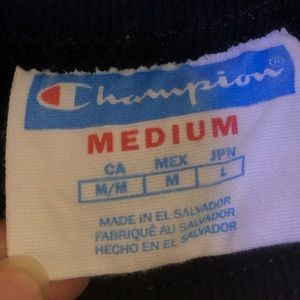 Champion®
MEDIUM
CA MEX JPN
M/M M L
MADE IN EL SALVADOR
FABRIQUÉ AU SALVADOR
HECHO EN EL SALVADOR